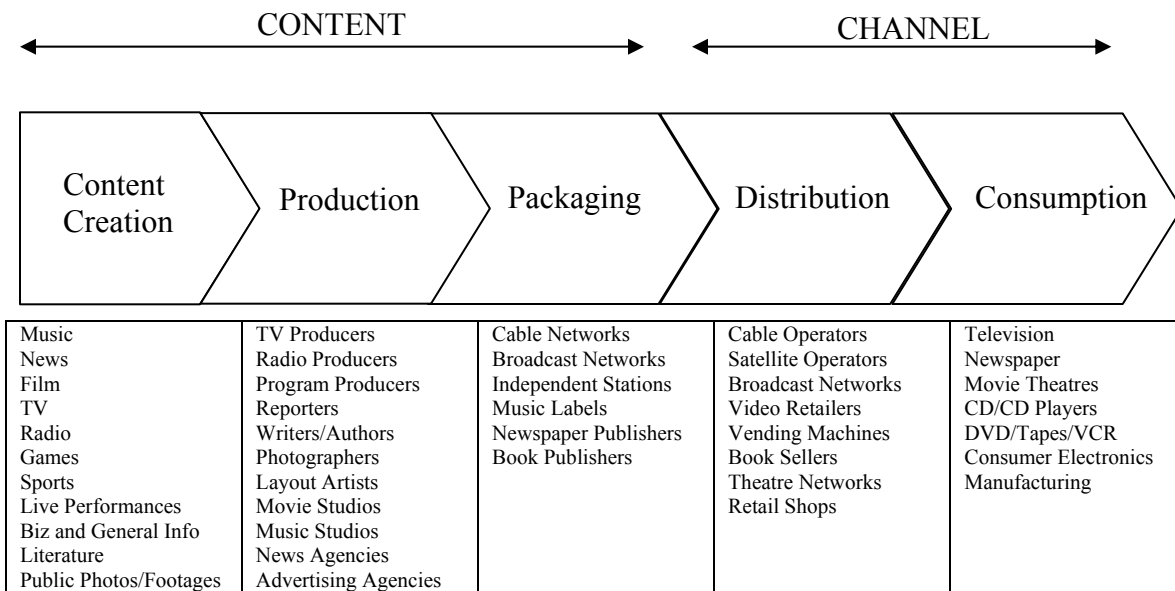 CONTENT
CHANNEL
Content
Creation
Production
Packaging
Distribution
Consumption
Music
News
Film
TV
Radio
Games
Sports
Live Performances
Biz and General Info
Literature
Public Photos/Footages
TV Producers
Radio Producers
Program Producers
Reporters
Writers/Authors
Photographers
Layout Artists
Movie Studios
Music Studios
News Agencies
Advertising Agencies
Cable Networks
Broadcast Networks
Independent Stations
Music Labels
Newspaper Publishers
Book Publishers
Cable Operators
Satellite Operators
Broadcast Networks
Video Retailers
Vending Machines
Book Sellers
Theatre Networks
Retail Shops
Television
Newspaper
Movie Theatres
CD/CD Players
DVD/Tapes/VCR
Consumer Electronics
Manufacturing